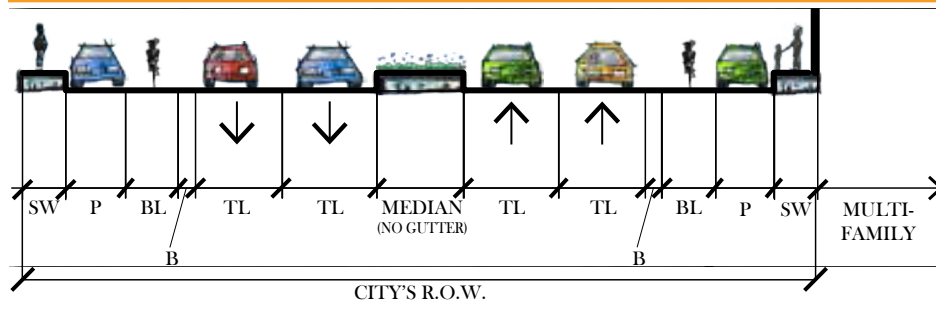 SW P BL TL TL MEDIAN TL TL BL P SW MULTI-
(NO GUTTER) FAMILY
B B
CITY'S R.O.W.